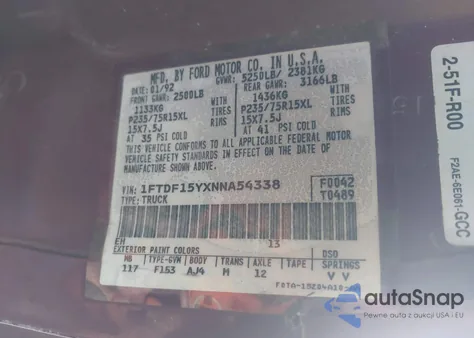 MFD. BY FORD MOTOR CO. IN U.S.A.
DATE: 01/92 GVWR: 5250LB/ 2381KG
FRONT GAWR: 2500LB REAR GAWR: 3166LB
1133KG WITH 1436KG WITH
P235/75R15XL TIRES P235/75R15XL TIRES
15X7.5J RIMS 15X7.5J RIMS
AT 35 PSI COLD AT 41 PSI COLD
THIS VEHICLE CONFORMS TO ALL APPLICABLE FEDERAL MOTOR
VEHICLE SAFETY STANDARDS IN EFFECT ON THE DATE OF
MANUFACTURE SHOWN ABOVE.
VIN: 1FTDF15YXNNA54338 F0042
TYPE: TRUCK T0489
EH 13
EXTERIOR PAINT COLORS DSO
WB TYPE-GVW BODY TRANS AXLE TAPE SPRINGS
117 F153 AJ4 M 12 V V
2-51F-R00
F2AE-6E061-GCC
autaSnap
Pewne auta z aukcji USA i EU